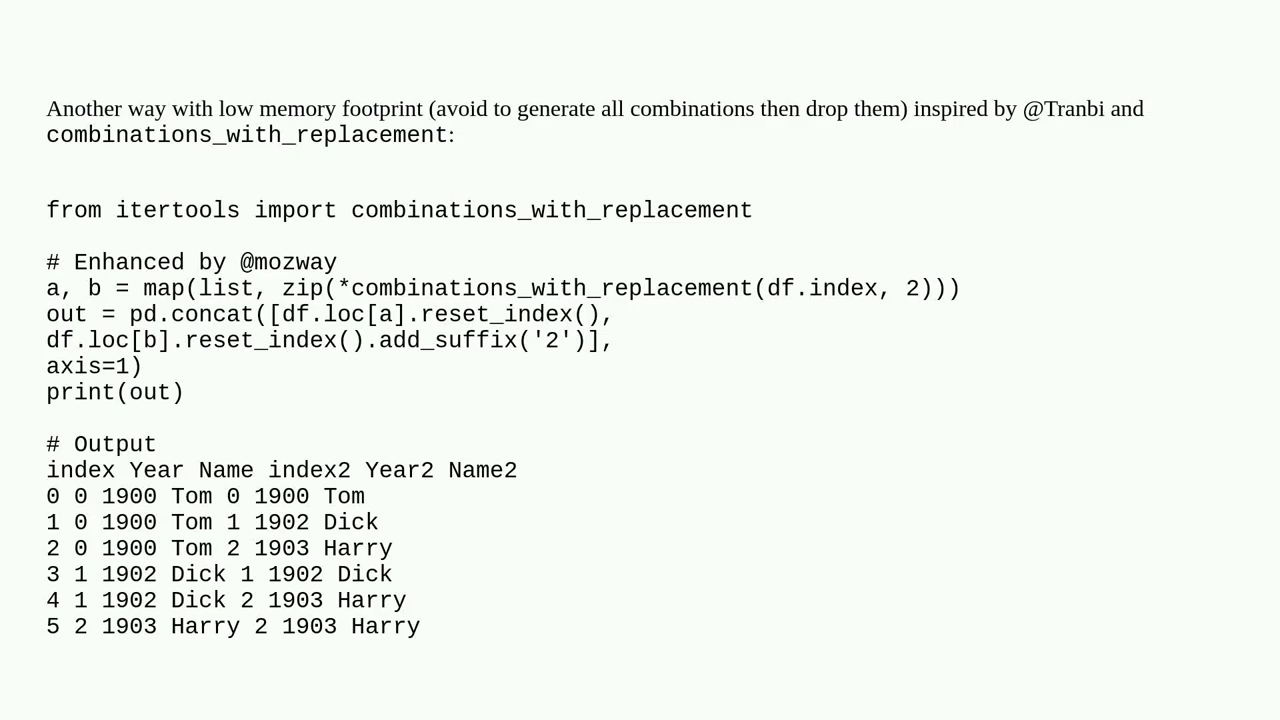 Another way with low memory footprint (avoid to generate all combinations then drop them) inspired by @Tranbi and
combinations_with_replacement:
from itertools import combinations_with_replacement
# Enhanced by @mozway
a, b = map(list, zip(*combinations_with_replacement(df.index, 2)))
out = pd.concat([df.loc[a].reset_index(),
df.loc[b].reset_index().add_suffix('2')],
axis=1)
print(out)
# Output
index Year Name index2 Year2 Name2
0 0 1900 Tom 0 1900 Tom
1 0 1900 Tom 1 1902 Dick
2 0 1900 Tom 2 1903 Harry
3 1 1902 Dick 1 1902 Dick
4 1 1902 Dick 2 1903 Harry
5 2 1903 Harry 2 1903 Harry